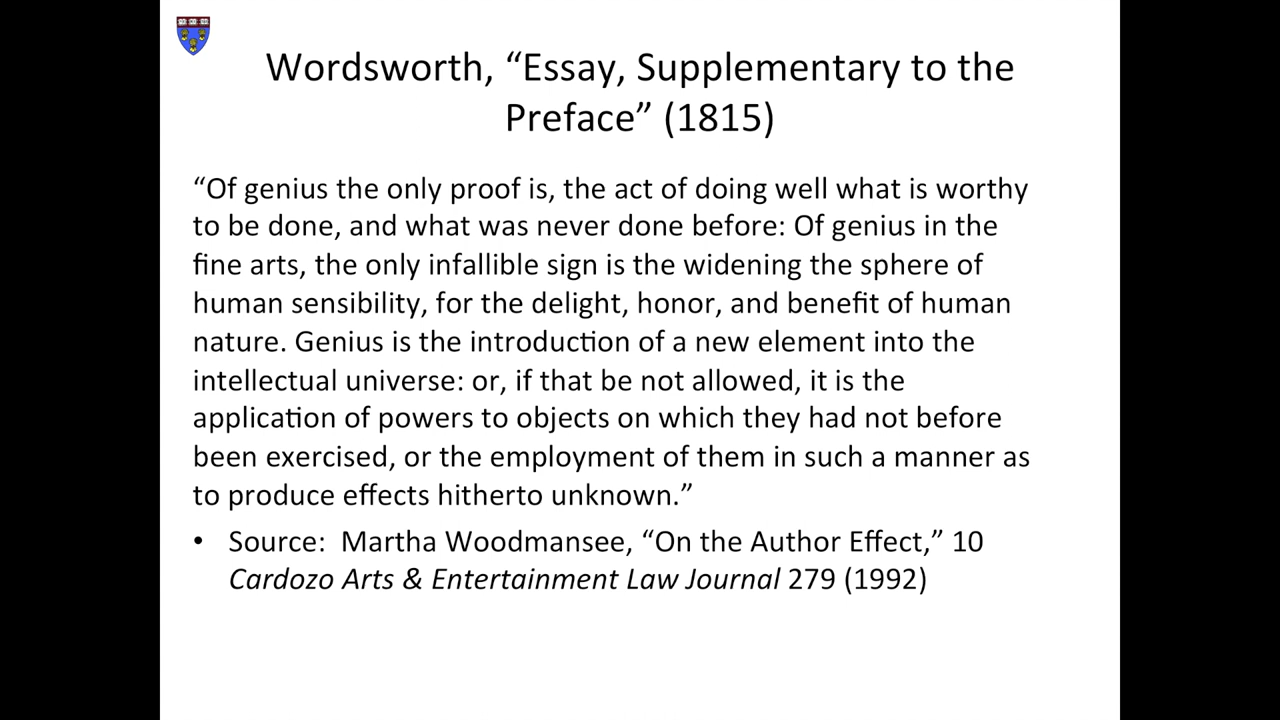 Wordsworth, “Essay, Supplementary to the
Preface” (1815)
“Of genius the only proof is, the act of doing well what is worthy
to be done, and what was never done before: Of genius in the
fine arts, the only infallible sign is the widening the sphere of
human sensibility, for the delight, honor, and benefit of human
nature. Genius is the introduction of a new element into the
intellectual universe: or, if that be not allowed, it is the
application of powers to objects on which they had not before
been exercised, or the employment of them in such a manner as
to produce effects hitherto unknown.”
• Source: Martha Woodmansee, “On the Author Effect,” 10
Cardozo Arts & Entertainment Law Journal 279 (1992)